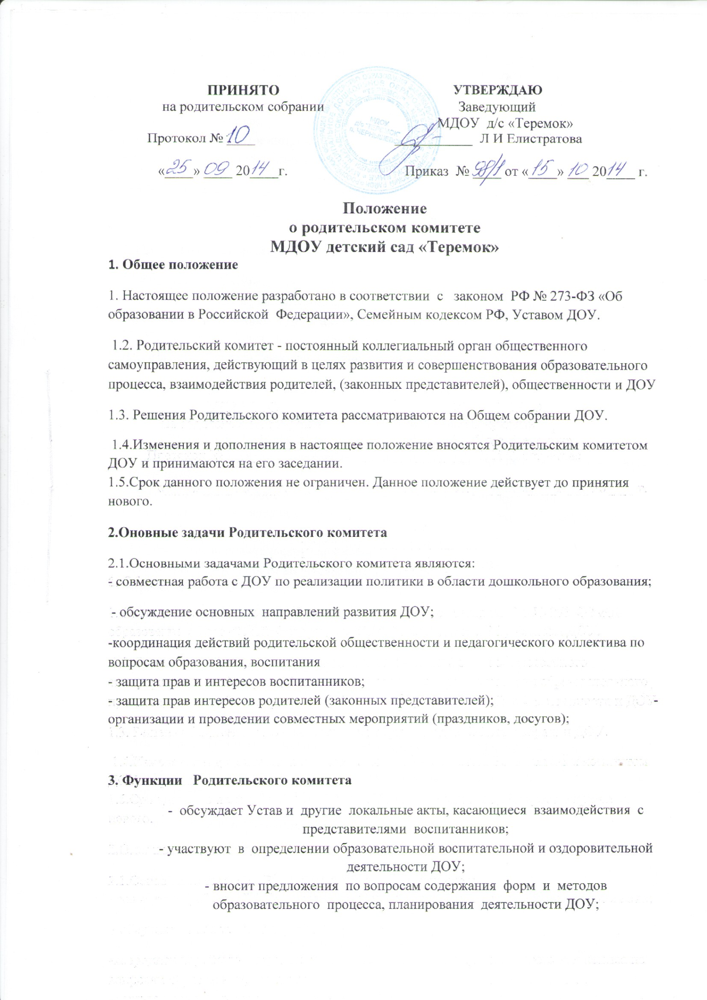 ПРИНЯТО
на родительском собрании
Протокол № 10
«25» 09 2014 г.
УТВЕРЖДАЮ
Заведующий
МДОУ д/с «Теремок»
Л И Елистратова
Приказ № 98/1 от «15» 10 2014 г.
МДОУ
д/с "ТЕРЕМОК"
Положение
о родительском комитете
МДОУ детский сад «Теремок»
1. Общее положение
1. Настоящее положение разработано в соответствии с законом РФ № 273-ФЗ «Об
образовании в Российской Федерации», Семейным кодексом РФ, Уставом ДОУ.
1.2. Родительский комитет - постоянный коллегиальный орган общественного
самоуправления, действующий в целях развития и совершенствования образовательного
процесса, взаимодействия родителей, (законных представителей), общественности и ДОУ
1.3. Решения Родительского комитета рассматриваются на Общем собрании ДОУ.
1.4.Изменения и дополнения в настоящее положение вносятся Родительским комитетом
ДОУ и принимаются на его заседании.
1.5.Срок данного положения не ограничен. Данное положение действует до принятия
нового.
2.Оновные задачи Родительского комитета
2.1.Основными задачами Родительского комитета являются:
- совместная работа с ДОУ по реализации политики в области дошкольного образования;
- обсуждение основных направлений развития ДОУ;
-координация действий родительской общественности и педагогического коллектива по
вопросам образования, воспитания
- защита прав и интересов воспитанников;
- защита прав интересов родителей (законных представителей); -
организации и проведении совместных мероприятий (праздников, досугов);
3. Функции Родительского комитета
- обсуждает Устав и другие локальные акты, касающиеся взаимодействия с
представителями воспитанников;
- участвуют в определении образовательной воспитательной и оздоровительной
деятельности ДОУ;
- вносит предложения по вопросам содержания форм и методов
образовательного процесса, планирования деятельности ДОУ;